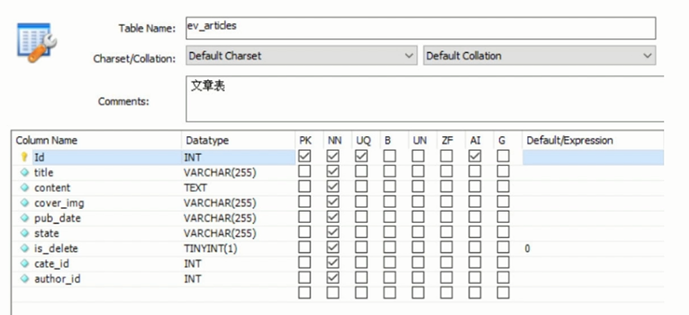 Table Name: ev_articles
Charset/Collation: Default Charset Default Collation
Comments: 文章表
Column Name Datatype PK NN UQ B UN ZF AI G Default/Expression
Id INT
title VARCHAR(255)
content TEXT
cover_img VARCHAR(255)
pub_date VARCHAR(255)
state VARCHAR(255)
is_delete TINYINT(1) 0
cate_id INT
author_id INT